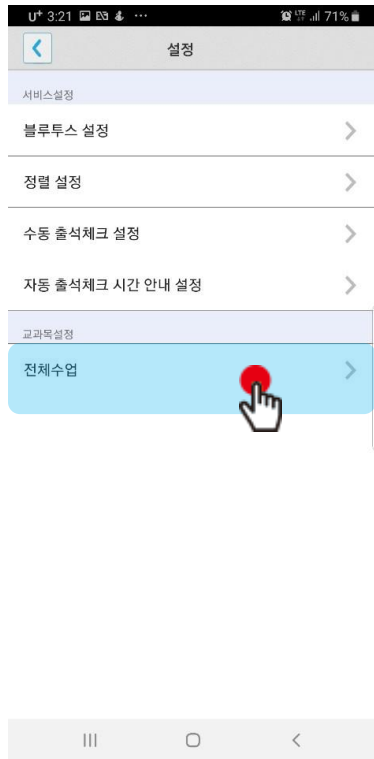 U+ 3:21 ··· LTE 71%
설정
서비스설정
블루투스 설정
정렬 설정
수동 출석체크 설정
자동 출석체크 시간 안내 설정
교과목설정
전체수업